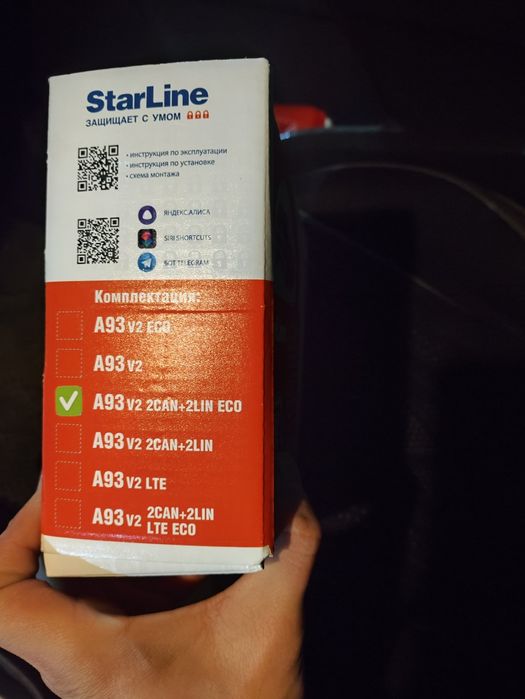 StarLine
ЗАЩИЩАЕТ С УМОМ
• инструкция по эксплуатации
• инструкция по установке
• схема монтажа
ЯНДЕКС.АЛИСА
SIRI SHORTCUTS
БОТ TELEGRAM
Комплектация:
A93 V2 ECO
A93 V2
A93 V2 2CAN+2LIN ECO
A93 V2 2CAN+2LIN
A93 V2 LTE
A93 V2 2CAN+2LIN
LTE ECO